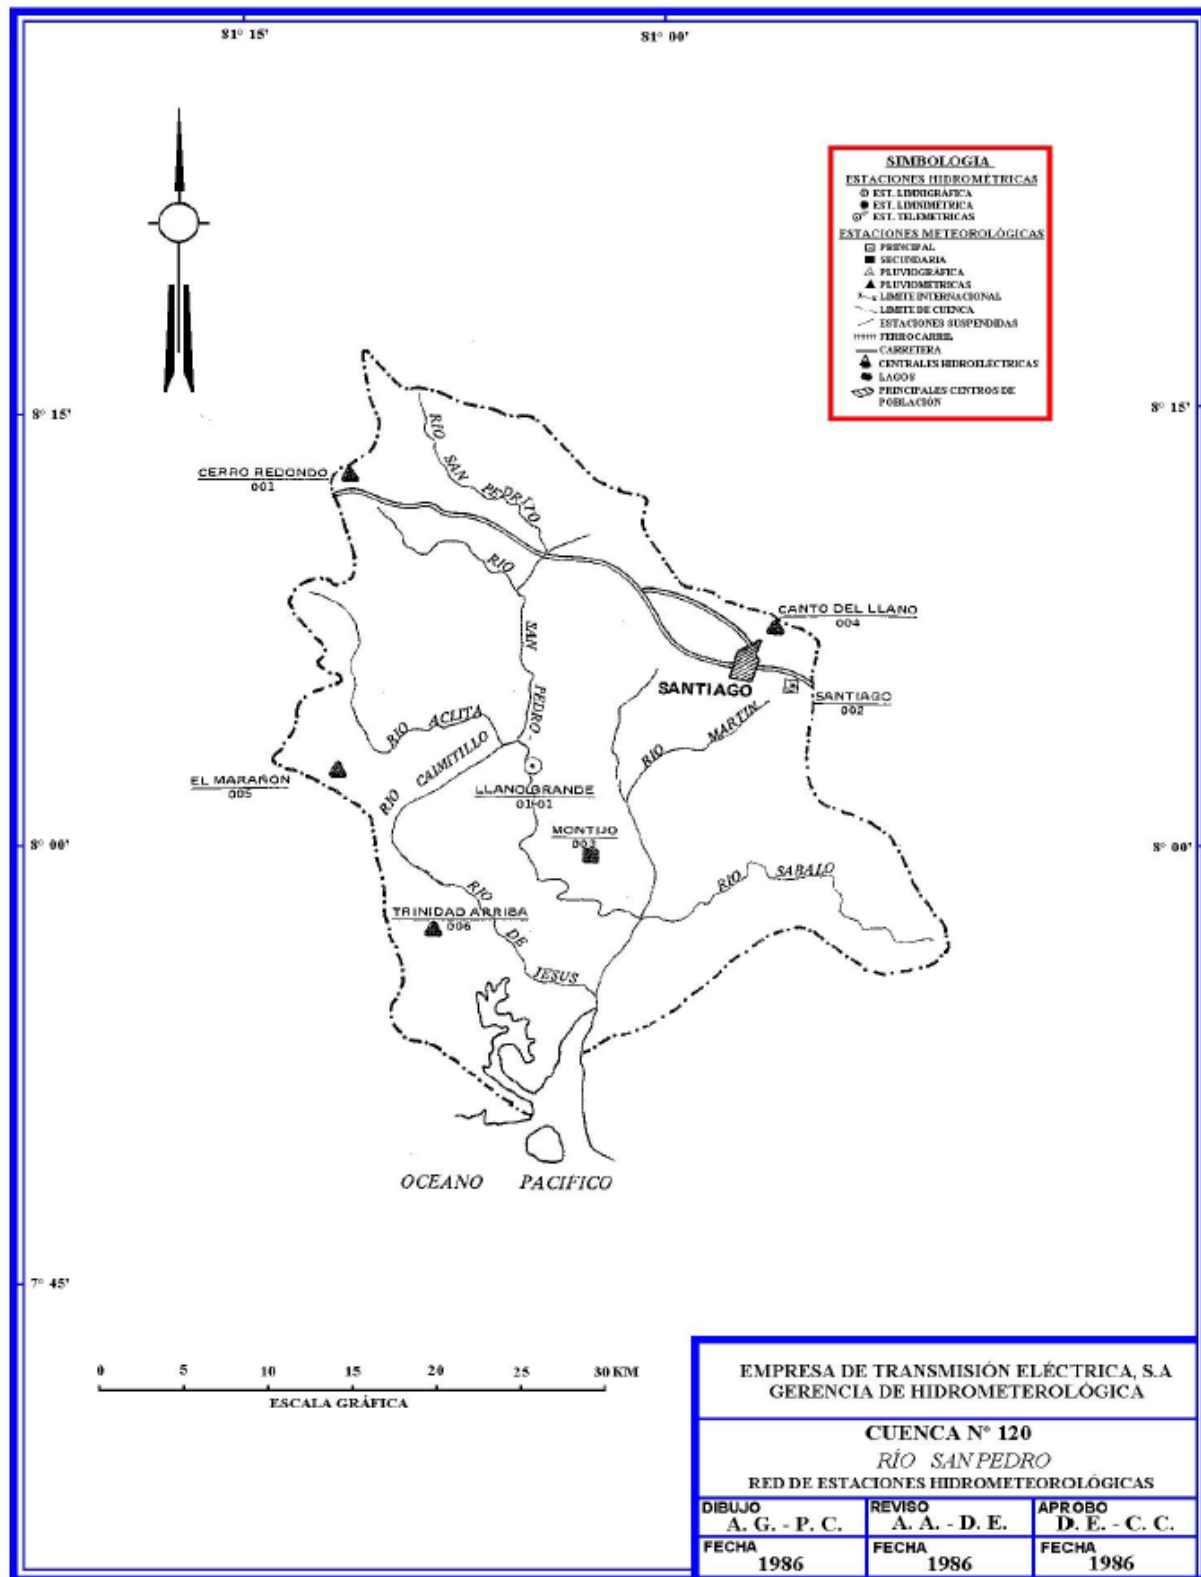 81° 15'
81° 00'
SIMBOLOGIA
ESTACIONES HIDROMÉTRICAS
EST. LIMNIGRÁFICA
EST. LIMNIMÉTRICA
EST. TELEMETRICAS
ESTACIONES METEOROLÓGICAS
PRINCIPAL
SECUNDARIA
PLUVIOGRÁFICA
PLUVIOMETRICAS
LIMITE INTERNACIONAL
LIMITE DE CUENCA
ESTACIONES SUSPENDIDAS
FERROCARRIL
CARRETERA
CENTRALES HIDROELÉCTRICAS
LAGOS
PRINCIPALES CENTROS DE
POBLACIÓN
8° 15'
8° 15'
RIO SAN PEDRITO
CERRO REDONDO
001
RIO SAN PEDRO
CANTO DEL LLANO
004
SANTIAGO
SANTIAGO
002
RIO MARTIN
RIO ACLITA
RIO CAIMITILLO
EL MARAÑON
005
LLANO GRANDE
01-01
MONTIJO
003
8° 00'
8° 00'
RIO SABALO
TRINIDAD ARRIBA
006
RIO DE JESUS
OCEANO PACIFICO
7° 45'
0 5 10 15 20 25 30 KM
ESCALA GRÁFICA
EMPRESA DE TRANSMISIÓN ELÉCTRICA, S.A
GERENCIA DE HIDROMETEROLÓGICA
CUENCA Nº 120
RÍO SAN PEDRO
RED DE ESTACIONES HIDROMETEOROLÓGICAS
DIBUJO REVISO APROBO
A. G. - P. C. A. A. - D. E. D. E. - C. C.
FECHA FECHA FECHA
1986 1986 1986